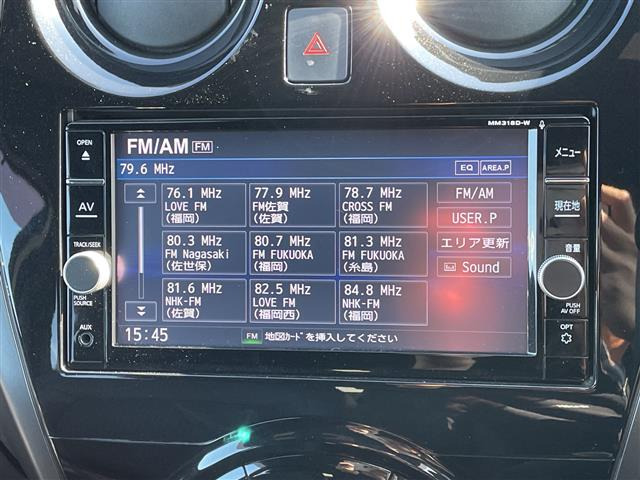 MM318D-W
OPEN
FM/AM FM
メニュー
79.6 MHz
EQ AREA.P
76.1 MHz
LOVE FM
(福岡)
77.9 MHz
FM佐賀
(佐賀)
78.7 MHz
CROSS FM
(福岡)
FM/AM
AV
USER.P
現在地
80.3 MHz
FM Nagasaki
(佐世保)
80.7 MHz
FM FUKUOKA
(福岡)
81.3 MHz
FM FUKUOKA
(糸島)
エリア更新
TRACK/SEEK
音量
Sound
81.6 MHz
NHK-FM
(佐賀)
82.5 MHz
LOVE FM
(福岡西)
84.8 MHz
NHK-FM
(福岡)
PUSH
SOURCE
PUSH
AV OFF
AUX
OPT
15:45
FM 地図カードを挿入してください